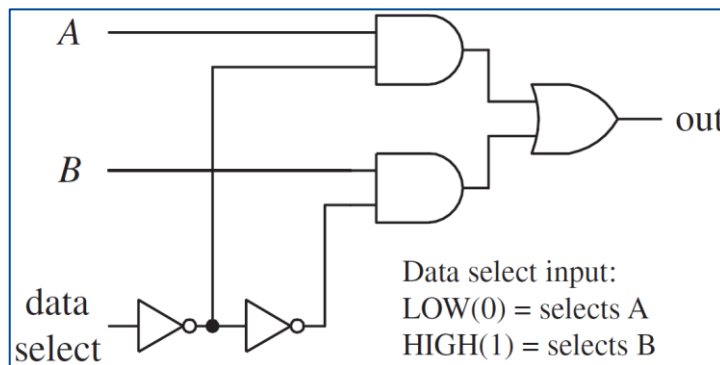 A
B
data
select
out
Data select input:
LOW(0) = selects A
HIGH(1) = selects B